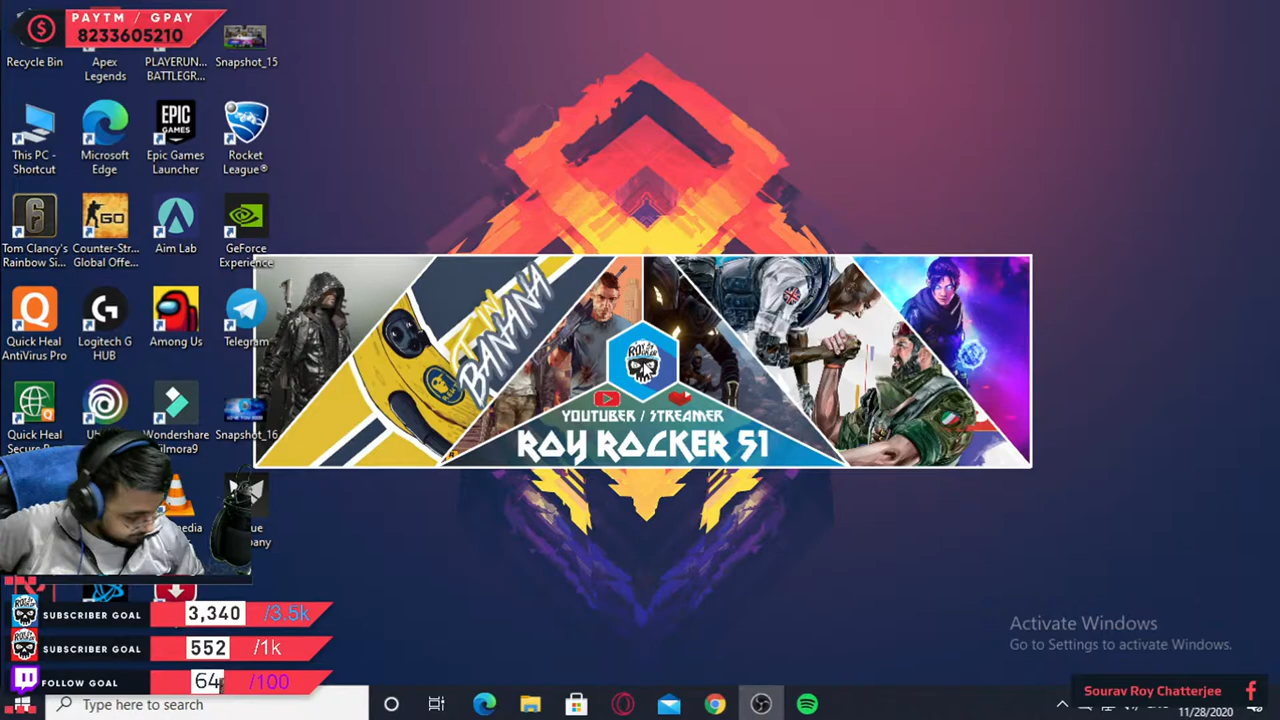 PAYTM / GPAY
8233605210
Recycle Bin
Apex Legends
PLAYERUN... BATTLEGR...
Snapshot_15
This PC - Shortcut
Microsoft Edge
EPIC GAMES
Epic Games Launcher
Rocket League®
Tom Clancy's Rainbow Si...
GO
Counter-Str... Global Offe...
Aim Lab
GeForce Experience
Quick Heal AntiVirus Pro
Logitech G HUB
Among Us
Telegram
Quick Heal
Wondershare
Snapshot_16
BANANA
YOUTUBER / STREAMER
ROY ROCKER 51
SUBSCRIBER GOAL 3,340 /3.5k
SUBSCRIBER GOAL 552 /1k
FOLLOW GOAL 64 /100
Type here to search
Activate Windows
Go to Settings to activate Windows.
Sourav Roy Chatterjee
11/28/2020